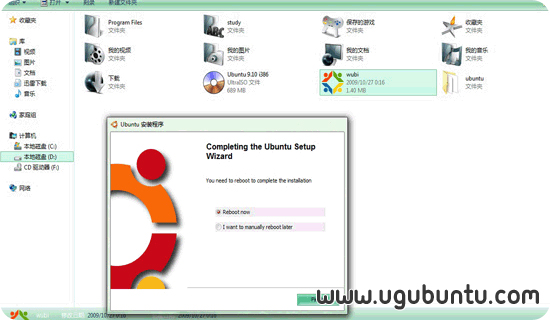 打开 刻录 新建文件夹
收藏夹
库
视频
图片
文档
迅雷下载
音乐
家庭组
计算机
本地磁盘 (C:)
本地磁盘 (D:)
CD 驱动器 (F:)
网络
Program Files
文件夹
study
文件夹
保存的游戏
文件夹
收藏夹
文件夹
我的视频
文件夹
我的图片
文件夹
我的文档
文件夹
我的音乐
文件夹
下载
文件夹
Ubuntu 9.10 i386
UltraISO 文件
689 MB
wubi
2009/10/27 0:16
1.40 MB
ubuntu
文件夹
Ubuntu 安装程序
Completing the Ubuntu Setup
Wizard
You need to reboot to complete the installation
Reboot now
I want to manually reboot later
www.ugubuntu.com
wubi 2009/10/27 0:16